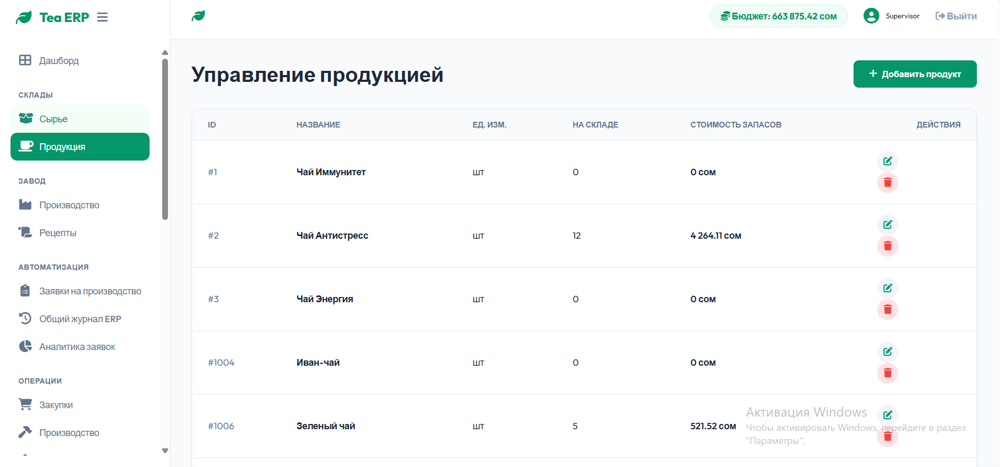 Tea ERP
Бюджет: 663 875.42 сом
Supervisor
Выйти
Дашборд
СКЛАДЫ
Сырье
Продукция
ЗАВОД
Производство
Рецепты
АВТОМАТИЗАЦИЯ
Заявки на производство
Общий журнал ERP
Аналитика заявок
ОПЕРАЦИИ
Закупки
Производство
Управление продукцией
+ Добавить продукт
ID НАЗВАНИЕ ЕД. ИЗМ. НА СКЛАДЕ СТОИМОСТЬ ЗАПАСОВ ДЕЙСТВИЯ
#1 Чай Иммунитет шт 0 0 сом
#2 Чай Антистресс шт 12 4 264.11 сом
#3 Чай Энергия шт 0 0 сом
#1004 Иван-чай шт 0 0 сом
#1006 Зеленый чай шт 5 521.52 сом
Активация Windows
Чтобы активировать Windows, перейдите в раздел
"Параметры".